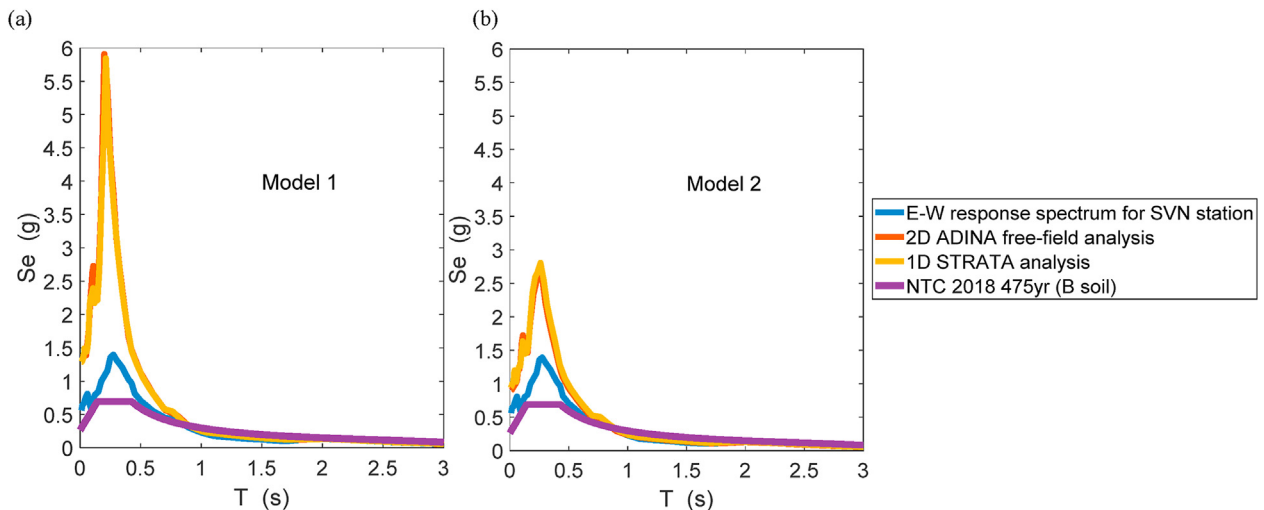 (a)
6
5.5
5
4.5
4
3.5
3
2.5
2
1.5
1
0.5
0
Se (g)
Model 1
0 0.5 1 1.5 2 2.5 3
T (s)
(b)
6
5.5
5
4.5
4
3.5
3
2.5
2
1.5
1
0.5
0
Se (g)
Model 2
0 0.5 1 1.5 2 2.5 3
T (s)
E-W response spectrum for SVN station
2D ADINA free-field analysis
1D STRATA analysis
NTC 2018 475yr (B soil)